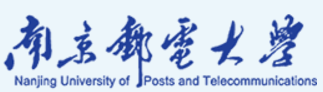 南京郵電大學
Nanjing University of Posts and Telecommunications